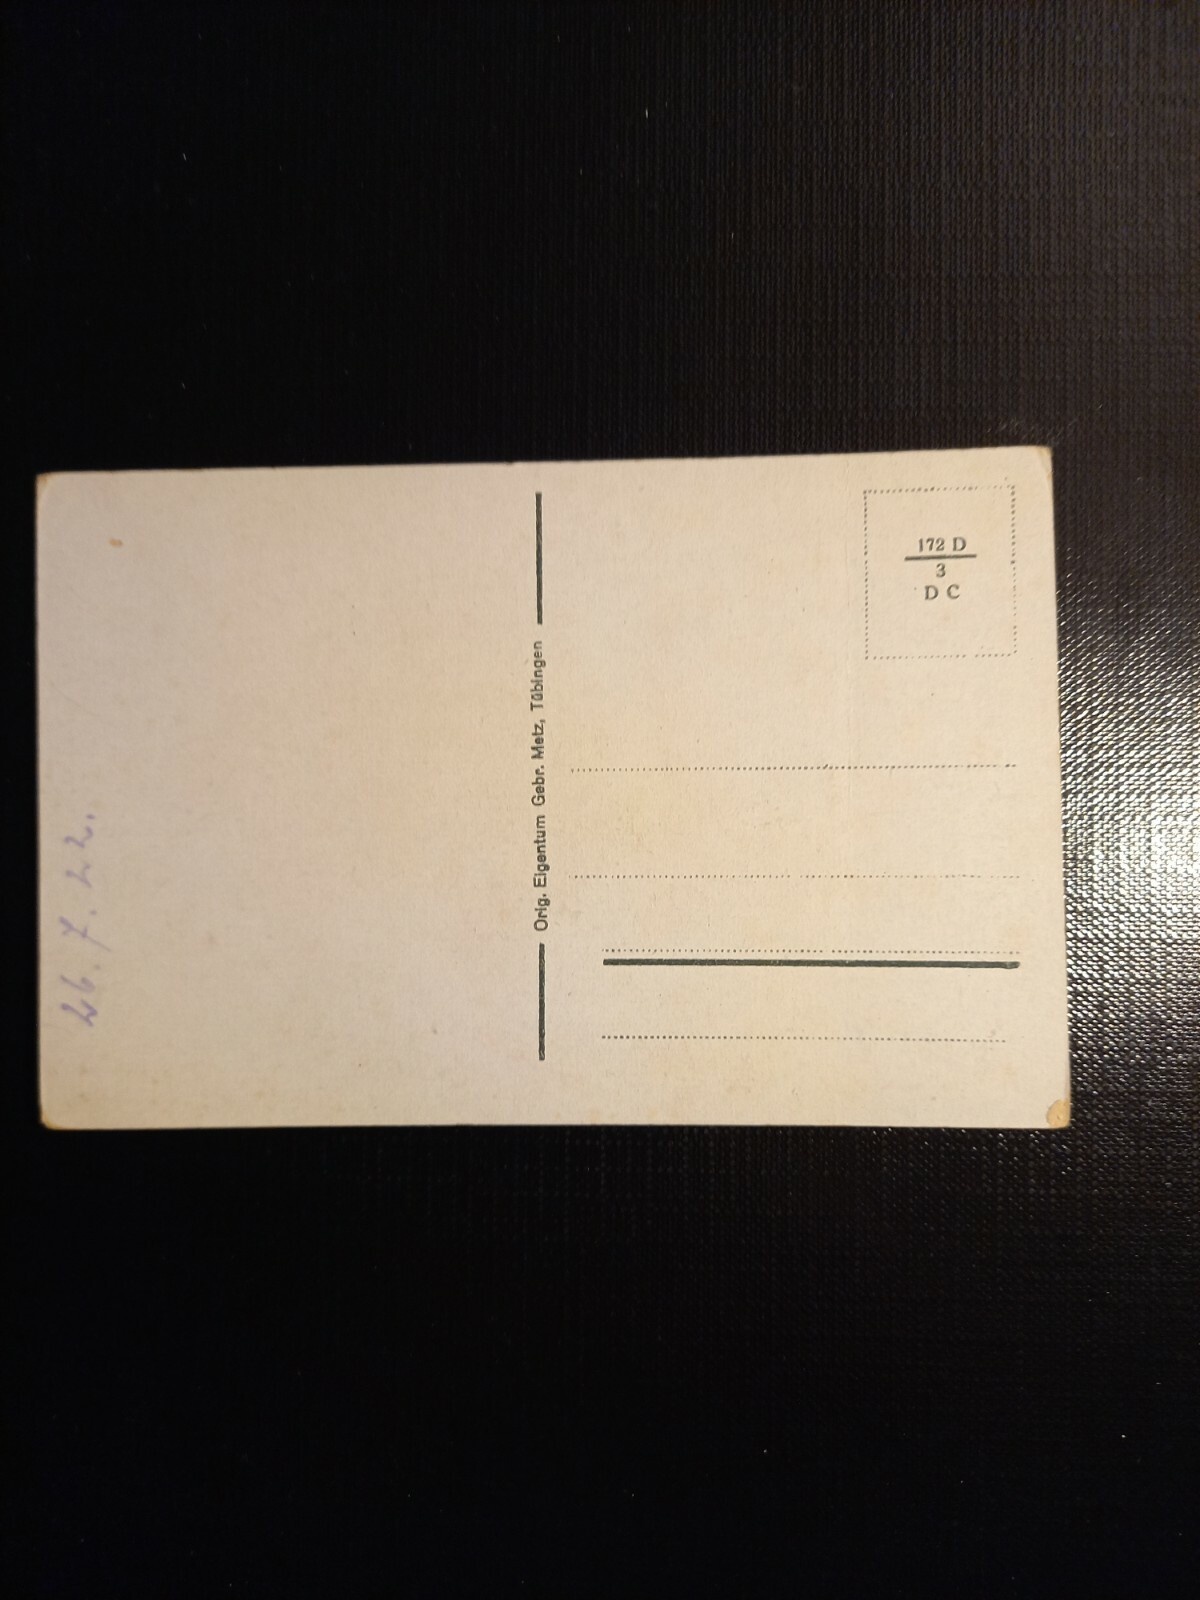 172 D
3
D C
Orig. Eigentum Gebr. Metz, Tübingen
26. 7. 22.